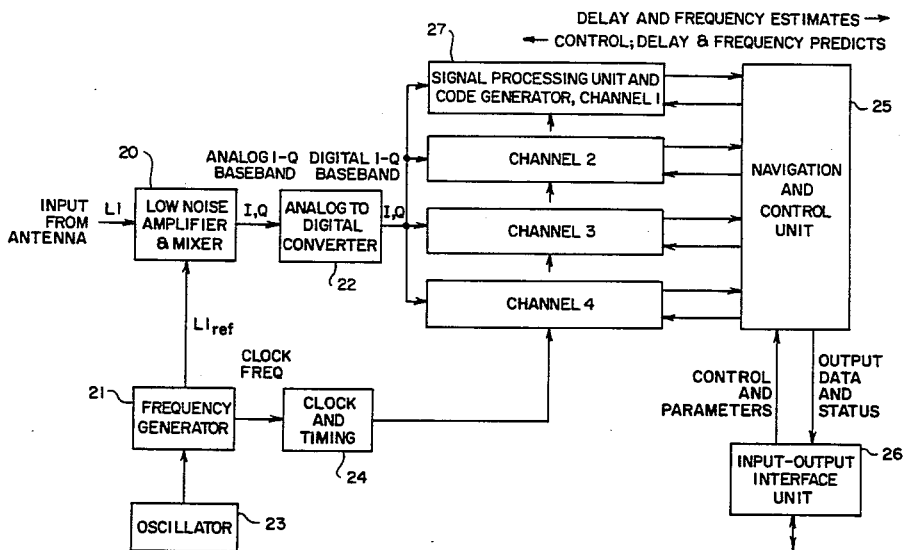 DELAY AND FREQUENCY ESTIMATES
CONTROL; DELAY & FREQUENCY PREDICTS
27
SIGNAL PROCESSING UNIT AND
CODE GENERATOR, CHANNEL 1
25
20
ANALOG I-Q
BASEBAND
DIGITAL I-Q
BASEBAND
CHANNEL 2
NAVIGATION
AND
CONTROL
UNIT
INPUT
FROM
ANTENNA
L1
LOW NOISE
AMPLIFIER
& MIXER
I,Q
ANALOG TO
DIGITAL
CONVERTER
I,Q
22
CHANNEL 3
CHANNEL 4
L1ref
CLOCK
FREQ
21
FREQUENCY
GENERATOR
CLOCK
AND
TIMING
24
CONTROL
AND
PARAMETERS
OUTPUT
DATA
AND
STATUS
26
INPUT-OUTPUT
INTERFACE
UNIT
23
OSCILLATOR